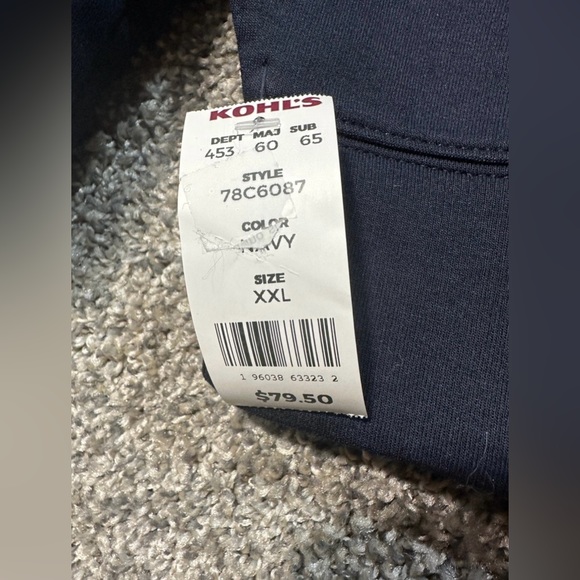 KOHL'S
DEPT MAJ SUB
453 60 65
STYLE
78C6087
COLOR
NAVY
SIZE
XXL
1 96038 63323 2
$79.50